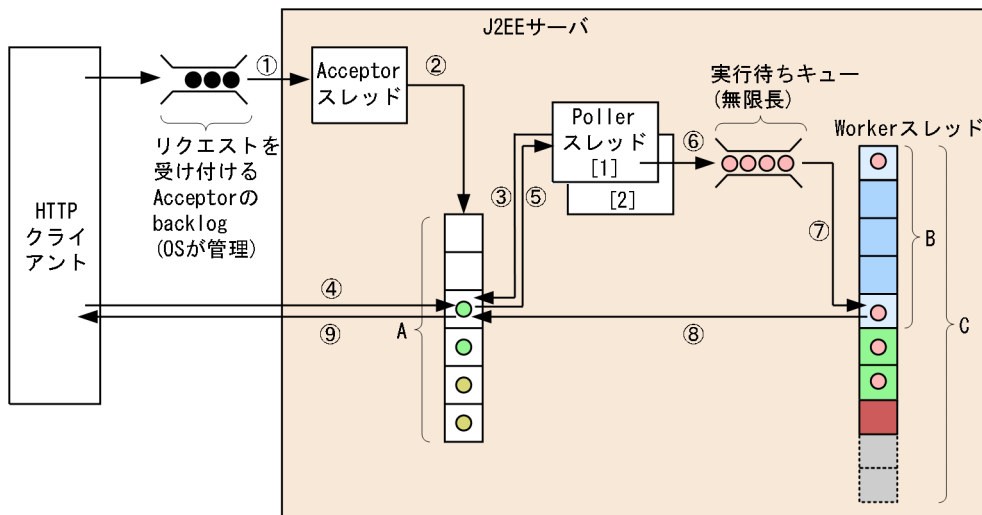 J2EEサーバ
HTTP
クライ
アント
①
リクエストを
受け付ける
Acceptorの
backlog
(OSが管理)
Acceptor
スレッド
②
③
⑤
Poller
スレッド
[1]
[2]
⑥
実行待ちキュー
(無限長)
Workerスレッド
⑦
④
⑨
A
⑧
B
C